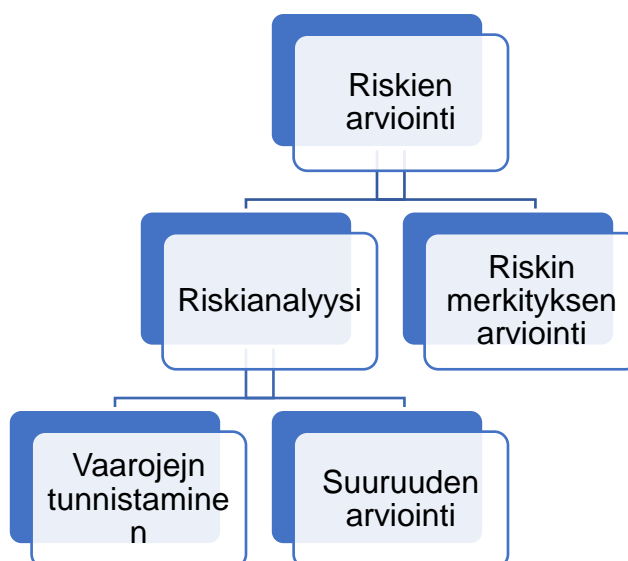 Riskien
arviointi
Riskianalyysi
Riskin
merkityksen
arviointi
Vaarojejn
tunnistamine
n
Suuruuden
arviointi